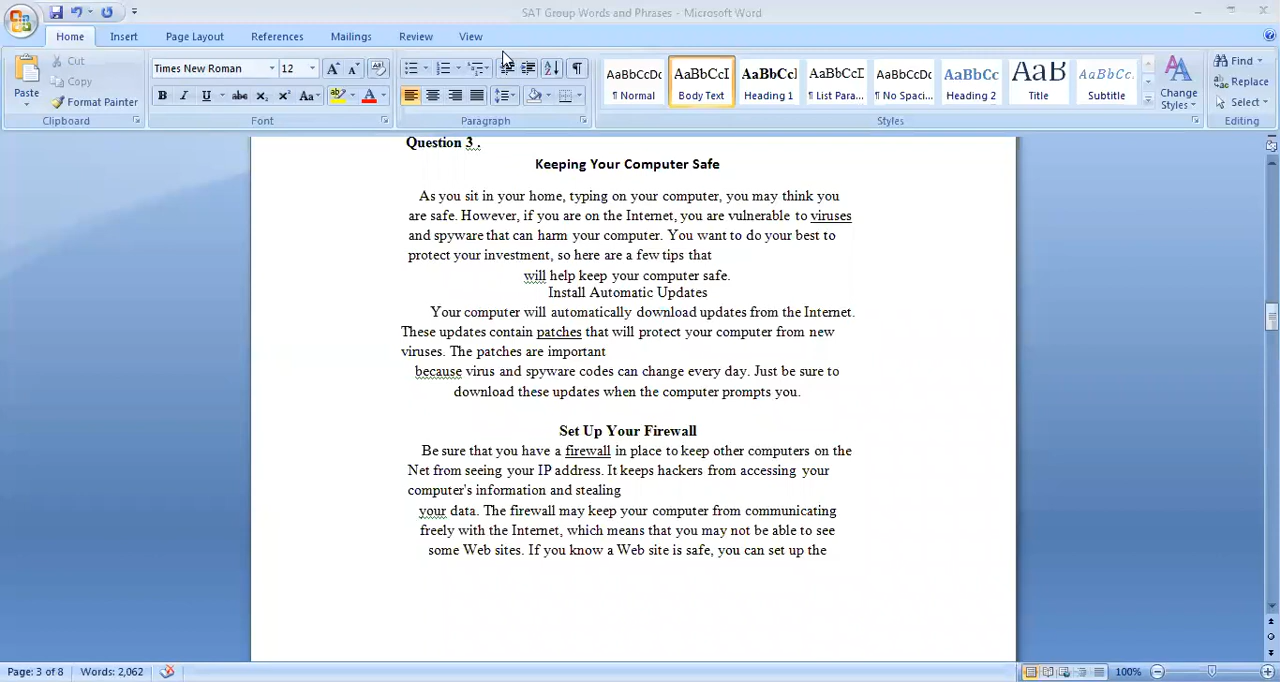 SAT Group Words and Phrases - Microsoft Word
Home Insert Page Layout References Mailings Review View
Paste
Cut
Copy
Format Painter
Clipboard
Times New Roman 12
B I U abc X₂ X² Aa
Font
Paragraph
AaBbCcDc AaBbCcI AaBbCcl AaBbCcI AaBbCcDc AaBbCc AaB AaBbCc.
¶ Normal Body Text Heading 1 ¶ List Para... ¶ No Spaci... Heading 2 Title Subtitle
Change Styles
Styles
Find
Replace
Select
Editing
Question 3 .
Keeping Your Computer Safe
As you sit in your home, typing on your computer, you may think you
are safe. However, if you are on the Internet, you are vulnerable to viruses
and spyware that can harm your computer. You want to do your best to
protect your investment, so here are a few tips that
will help keep your computer safe.
Install Automatic Updates
Your computer will automatically download updates from the Internet.
These updates contain patches that will protect your computer from new
viruses. The patches are important
because virus and spyware codes can change every day. Just be sure to
download these updates when the computer prompts you.
Set Up Your Firewall
Be sure that you have a firewall in place to keep other computers on the
Net from seeing your IP address. It keeps hackers from accessing your
computer's information and stealing
your data. The firewall may keep your computer from communicating
freely with the Internet, which means that you may not be able to see
some Web sites. If you know a Web site is safe, you can set up the
Page: 3 of 8 Words: 2,062 100%